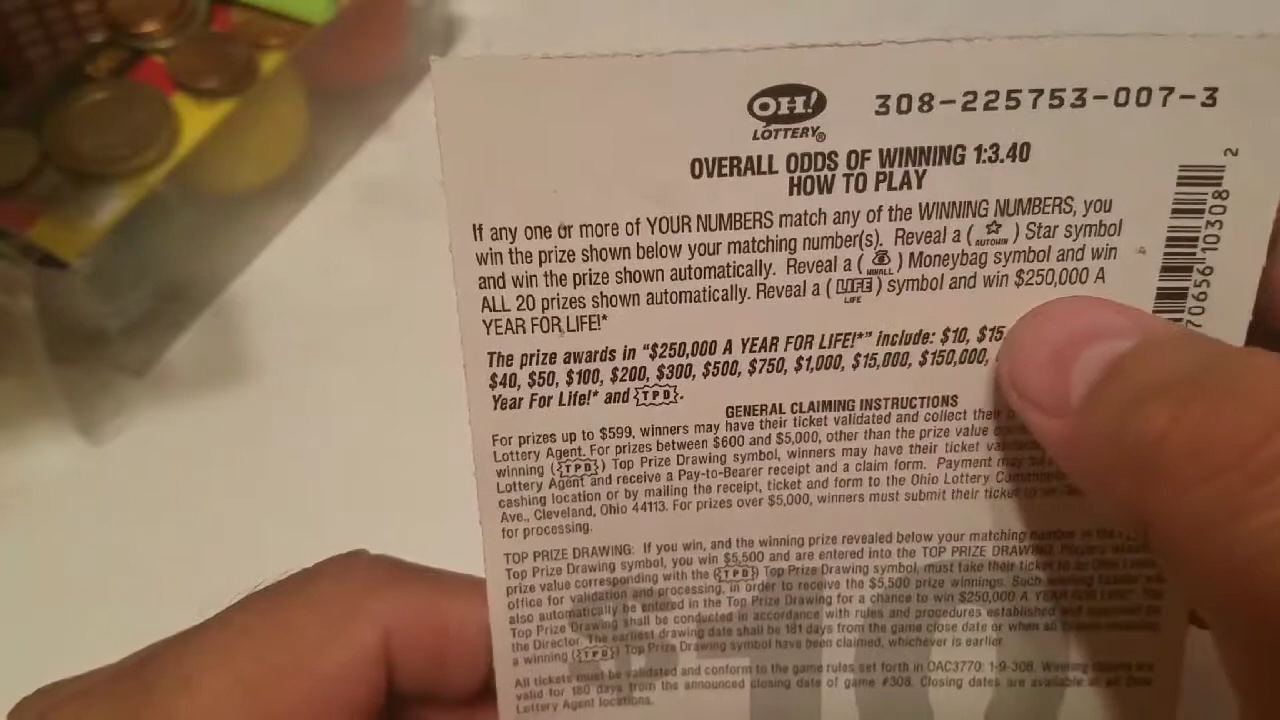 OH!
LOTTERY®
308-225753-007-3
OVERALL ODDS OF WINNING 1:3.40
HOW TO PLAY
If any one or more of YOUR NUMBERS match any of the WINNING NUMBERS, you
win the prize shown below your matching number(s). Reveal a ( AUTOWIN ) Star symbol
and win the prize shown automatically. Reveal a ( WINALL ) Moneybag symbol and win
ALL 20 prizes shown automatically. Reveal a ( LIFE LIFE ) symbol and win $250,000 A
YEAR FOR LIFE!*
The prize awards in "$250,000 A YEAR FOR LIFE!*" include: $10, $15
$40, $50, $100, $200, $300, $500, $750, $1,000, $15,000, $150,000,
Year For Life!* and {TPD}.
GENERAL CLAIMING INSTRUCTIONS
For prizes up to $599, winners may have their ticket validated and collect their
Lottery Agent. For prizes between $600 and $5,000, other than the prize value
winning ({TPD}) Top Prize Drawing symbol, winners may have their ticket
Lottery Agent and receive a Pay-to-Bearer receipt and a claim form. Payment may
cashing location or by mailing the receipt, ticket and form to the Ohio Lottery
Ave., Cleveland, Ohio 44113. For prizes over $5,000, winners must submit their ticket
for processing.
TOP PRIZE DRAWING: If you win, and the winning prize revealed below your matching number
Top Prize Drawing symbol, you win $5,500 and are entered into the TOP PRIZE DRAWING.
prize value corresponding with the ({TPD}) Top Prize Drawing symbol, must take their ticket to an Ohio
office for validation and processing, in order to receive the $5,500 prize winnings. Such
also automatically be entered in the Top Prize Drawing for a chance to win $250,000 A YEAR FOR LIFE!*
Top Prize Drawing shall be conducted in accordance with rules and procedures established
the Director. The earliest drawing date shall be 181 days from the game close date or when all
a winning ({TPD}) Top Prize Drawing symbol have been claimed, whichever is earlier.
All tickets must be validated and conform to the game rules set forth in OAC3770: 1-9-308. Winning tickets are
valid for 180 days from the announced closing date of game #308. Closing dates are available at all Ohio
Lottery Agent locations.
70656 10308 2